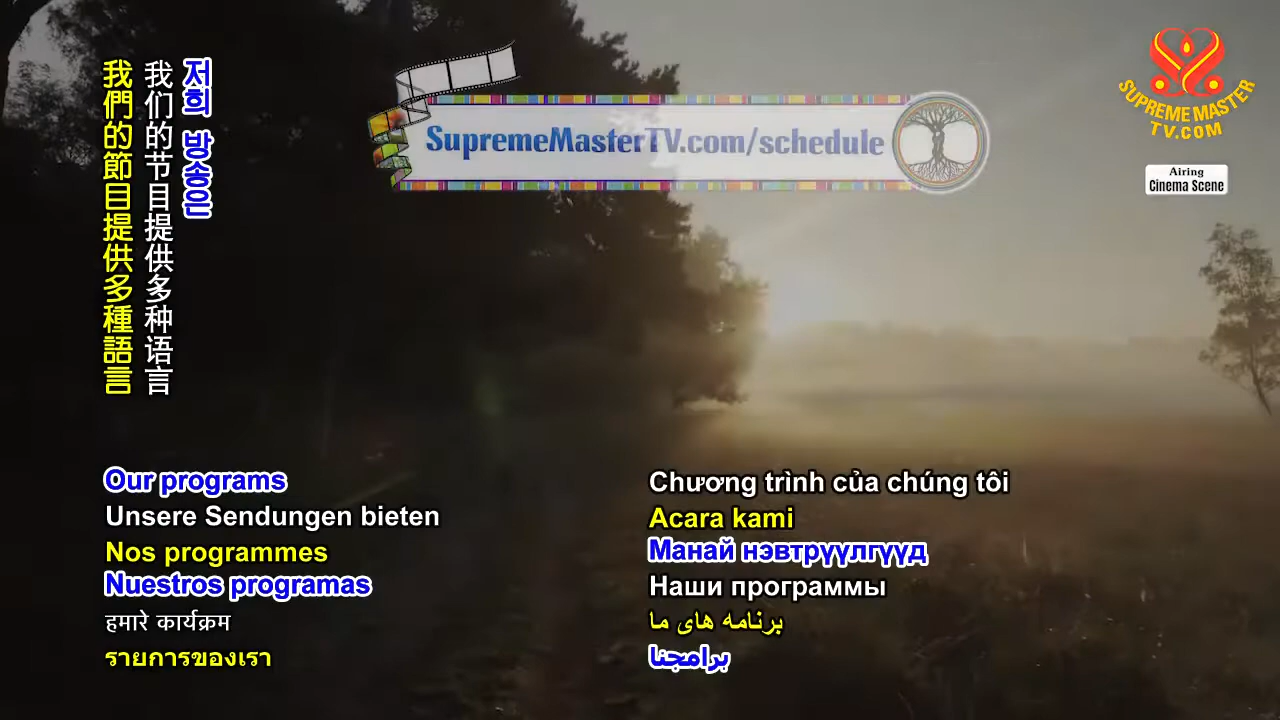 我們的節目提供多種語言
我们的节目提供多种语言
저희 방송은
SupremeMasterTV.com/schedule
SUPREME MASTER
TV.COM
Airing
Cinema Scene
Our programs
Unsere Sendungen bieten
Nos programmes
Nuestros programas
हमारे कार्यक्रम
รายการของเรา
Chương trình của chúng tôi
Acara kami
Манай нэвтрүүлгүүд
Наши программы
برنامه های ما
برامجنا